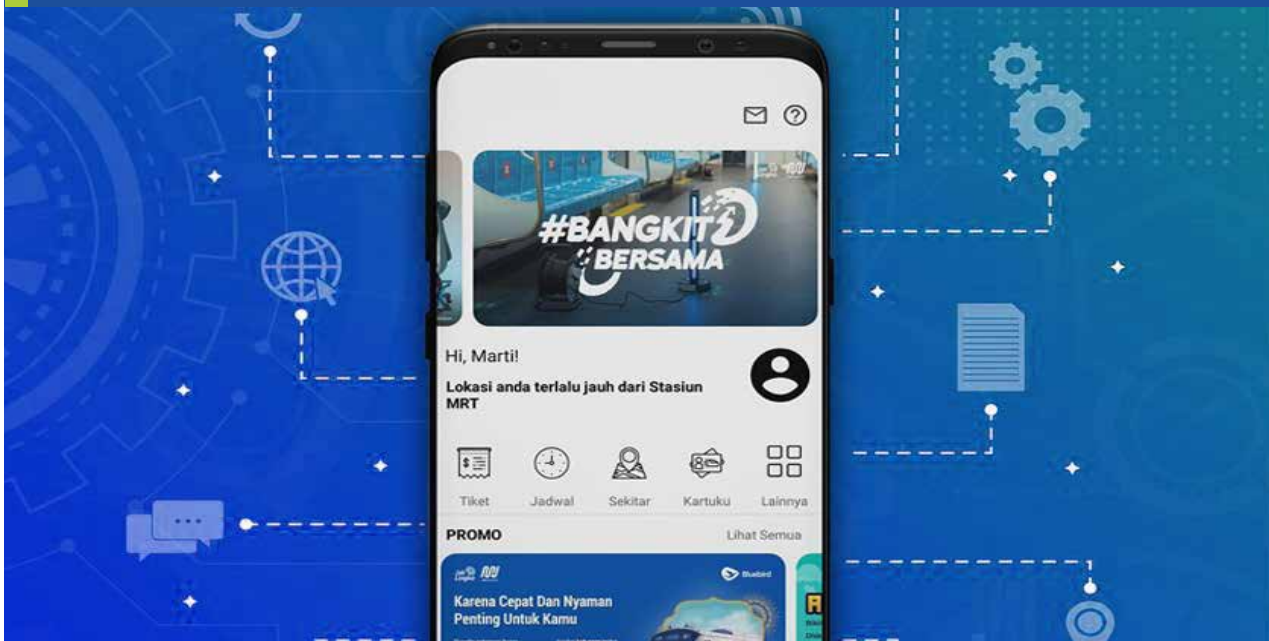 #BANGKIT
BERSAMA
Hi, Marti!
Lokasi anda terlalu jauh dari Stasiun
MRT
Tiket Jadwal Sekitar Kartuku Lainnya
PROMO Lihat Semua
Bluebird
Karena Cepat Dan Nyaman
Penting Untuk Kamu